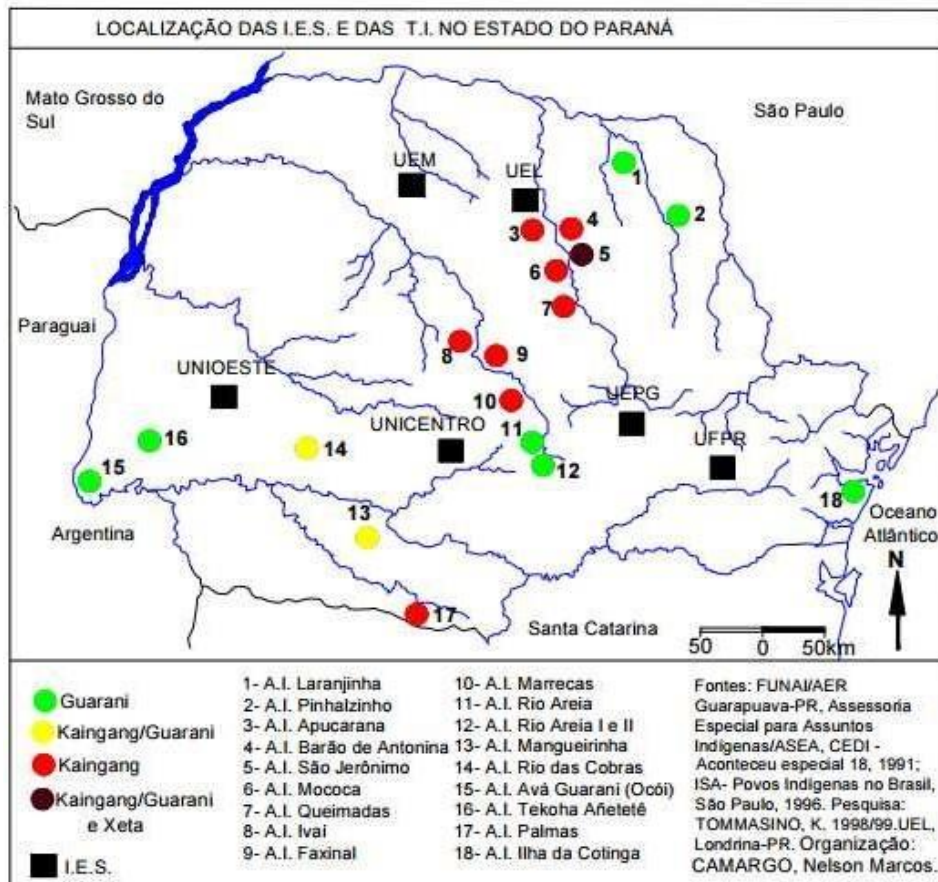 LOCALIZAÇÃO DAS I.E.S. E DAS T.I. NO ESTADO DO PARANÁ
Mato Grosso do
Sul
São Paulo
UEM
UEL
1
2
3
4
5
6
7
Paraguai
8
9
UNIOESTE
10
UEPG
UNICENTRO
11
16
14
UFPR
12
15
18
13
Argentina
Oceano
Atlântico
N
17
Santa Catarina
50 0 50km
Guarani
Kaingang/Guarani
Kaingang
Kaingang/Guarani
e Xeta
I.E.S.
1- A.I. Laranjinha
2- A.I. Pinhalzinho
3- A.I. Apucarana
4- A.I. Barão de Antonina
5- A.I. São Jerônimo
6- A.I. Mococa
7- A.I. Queimadas
8- A.I. Ivaí
9- A.I. Faxinal
10- A.I. Marrecas
11- A.I. Rio Areia
12- A.I. Rio Areia I e II
13- A.I. Mangueirinha
14- A.I. Rio das Cobras
15- A.I. Avá Guarani (Ocói)
16- A.I. Tekoha Añetetê
17- A.I. Palmas
18- A.I. Ilha da Cotinga
Fontes: FUNAI/AER
Guarapuava-PR, Assessoria
Especial para Assuntos
Indígenas/ASEA, CEDI -
Aconteceu especial 18, 1991;
ISA- Povos Indigenas no Brasil,
São Paulo, 1996. Pesquisa:
TOMMASINO, K. 1998/99.UEL,
Londrina-PR. Organização:
CAMARGO, Nelson Marcos.